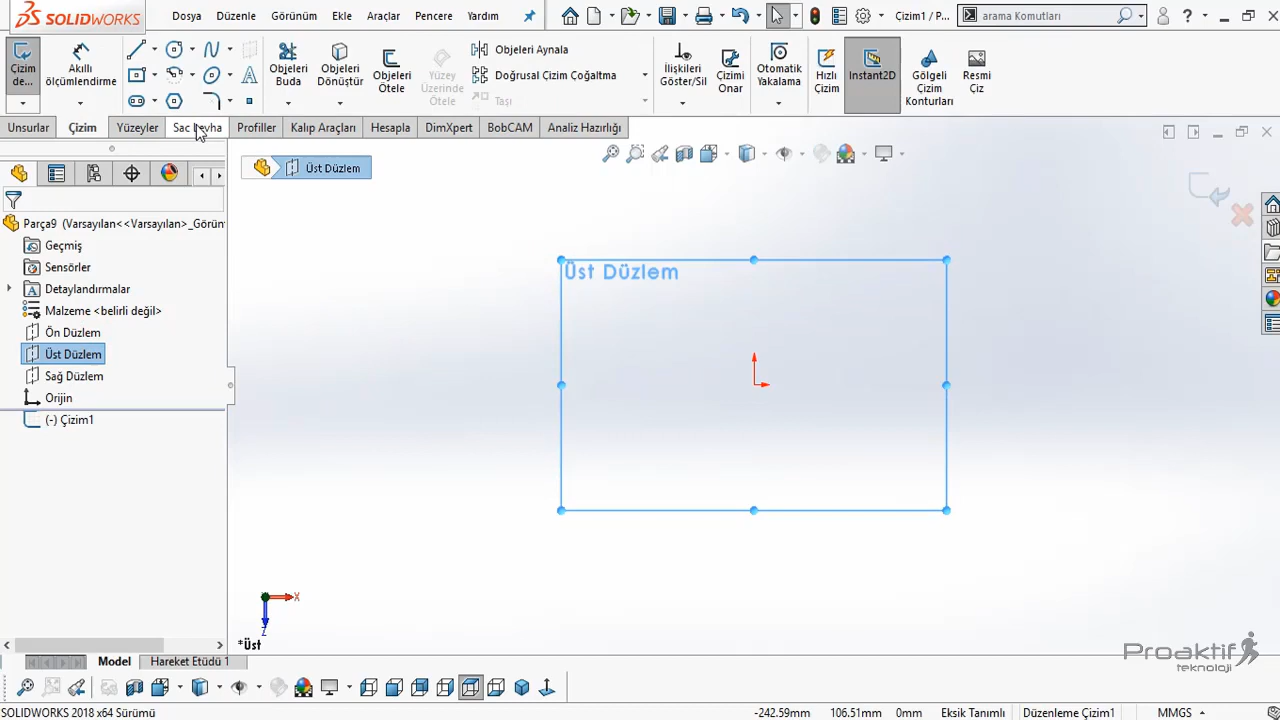 SOLIDWORKS
Dosya Düzenle Görünüm Ekle Araçlar Pencere Yardım
Çizim1 / P...
arama Komutları
Çizim de...
Akıllı ölçümlendirme
Objeleri Buda
Objeleri Dönüştür
Objeleri Ötele
Yüzey Üzerinde Ötele
Objeleri Aynala
Doğrusal Çizim Çoğaltma
Taşı
İlişkileri Göster/Sil
Çizimi Onar
Otomatik Yakalama
Hızlı Çizim
Instant2D
Gölgeli Çizim Konturları
Resmi Çiz
Unsurlar Çizim Yüzeyler Sac Levha Profiller Kalıp Araçları Hesapla DimXpert BobCAM Analiz Hazırlığı
Üst Düzlem
Parça9 (Varsayılan<<Varsayılan>_Görün
Geçmiş
Sensörler
Detaylandırmalar
Malzeme <belirli değil>
Ön Düzlem
Üst Düzlem
Sağ Düzlem
Orijin
(-) Çizim1
Üst Düzlem
X
Z
*Üst
Proaktif
teknoloji
Model Hareket Etüdü 1
SOLIDWORKS 2018 x64 Sürümü
-242.59mm 106.51mm 0mm Eksik Tanımlı Düzenleme Çizim1 MMGS